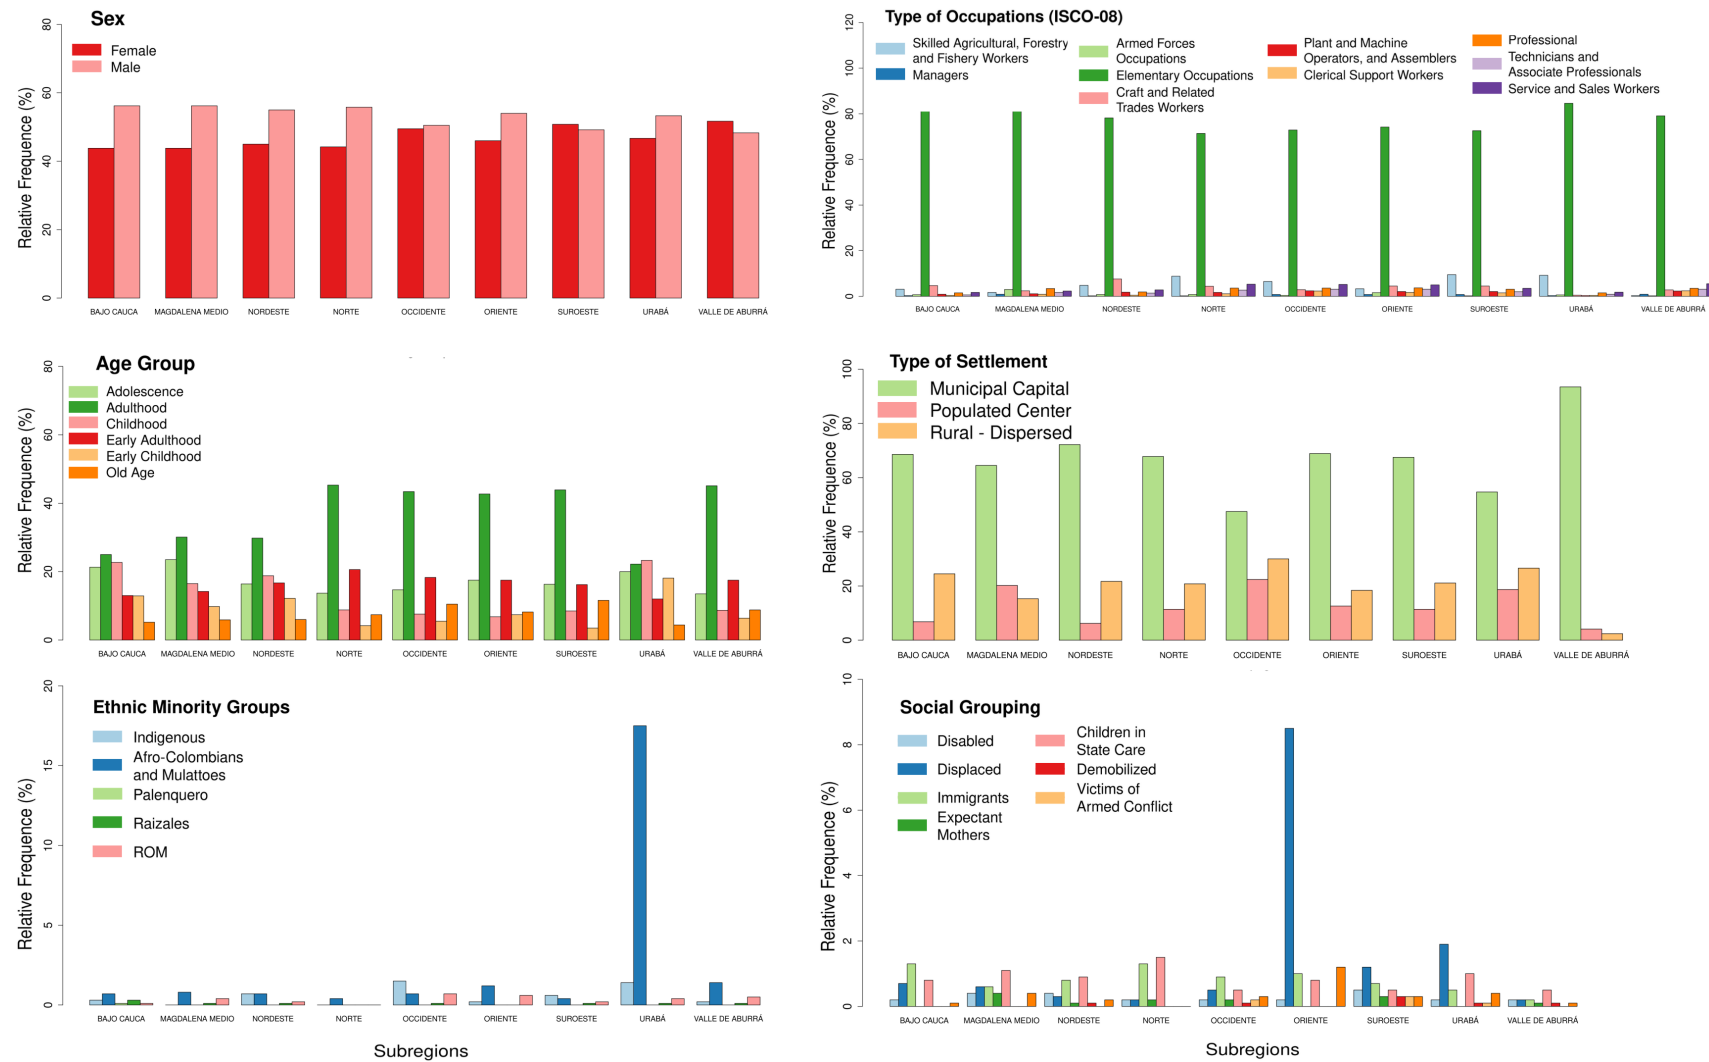 Sex
Female
Male
Relative Frequence (%)
0 20 40 60 80
BAJO CAUCA MAGDALENA MEDIO NORDESTE NORTE OCCIDENTE ORIENTE SUROESTE URABÁ VALLE DE ABURRÁ
Type of Occupations (ISCO-08)
Skilled Agricultural, Forestry
and Fishery Workers
Managers
Armed Forces
Occupations
Elementary Occupations
Craft and Related
Trades Workers
Plant and Machine
Operators, and Assemblers
Clerical Support Workers
Professional
Technicians and
Associate Professionals
Service and Sales Workers
Relative Frequence (%)
0 20 40 60 80 100 120
BAJO CAUCA MAGDALENA MEDIO NORDESTE NORTE OCCIDENTE ORIENTE SUROESTE URABÁ VALLE DE ABURRÁ
Age Group
Adolescence
Adulthood
Childhood
Early Adulthood
Early Childhood
Old Age
Relative Frequence (%)
0 20 40 60 80
BAJO CAUCA MAGDALENA MEDIO NORDESTE NORTE OCCIDENTE ORIENTE SUROESTE URABÁ VALLE DE ABURRÁ
Type of Settlement
Municipal Capital
Populated Center
Rural - Dispersed
Relative Frequence (%)
0 20 40 60 80 100
BAJO CAUCA MAGDALENA MEDIO NORDESTE NORTE OCCIDENTE ORIENTE SUROESTE URABÁ VALLE DE ABURRÁ
Ethnic Minority Groups
Indigenous
Afro-Colombians
and Mulattoes
Palenquero
Raizales
ROM
Relative Frequence (%)
0 5 10 15 20
BAJO CAUCA MAGDALENA MEDIO NORDESTE NORTE OCCIDENTE ORIENTE SUROESTE URABÁ VALLE DE ABURRÁ
Subregions
Social Grouping
Disabled
Displaced
Immigrants
Expectant
Mothers
Children in
State Care
Demobilized
Victims of
Armed Conflict
Relative Frequence (%)
0 2 4 6 8 10
BAJO CAUCA MAGDALENA MEDIO NORDESTE NORTE OCCIDENTE ORIENTE SUROESTE URABÁ VALLE DE ABURRÁ
Subregions